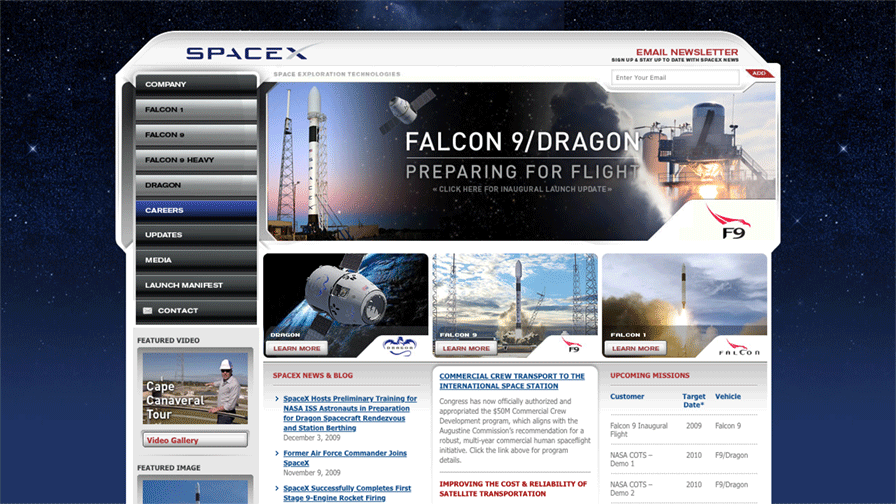 SPACEX
EMAIL NEWSLETTER
SIGN UP & STAY UP TO DATE WITH SPACEX NEWS
SPACE EXPLORATION TECHNOLOGIES
Enter Your Email
ADD
COMPANY
FALCON 1
FALCON 9
FALCON 9 HEAVY
DRAGON
CAREERS
UPDATES
MEDIA
LAUNCH MANIFEST
CONTACT
FALCON 9/DRAGON
PREPARING FOR FLIGHT
« CLICK HERE FOR INAUGURAL LAUNCH UPDATE »
F9
SPACEX
DRAGON
LEARN MORE
DRAGON
FALCON 9
LEARN MORE
F9
FALCON 1
LEARN MORE
FALCON
FEATURED VIDEO
Cape
Canaveral
Tour
Video Gallery
FEATURED IMAGE
SPACEX NEWS & BLOG
SpaceX Hosts Preliminary Training for
NASA ISS Astronauts in Preparation
for Dragon Spacecraft Rendezvous
and Station Berthing
December 3, 2009
Former Air Force Commander Joins
SpaceX
November 9, 2009
SpaceX Successfully Completes First
Stage 9-Engine Rocket Firing
COMMERCIAL CREW TRANSPORT TO THE
INTERNATIONAL SPACE STATION
Congress has now officially authorized and
appropriated the $50M Commercial Crew
Development program, which aligns with the
Augustine Commission's recommendation for a
robust, multi-year commercial human spaceflight
initiative. Click the link above for program
details.
IMPROVING THE COST & RELIABILITY OF
SATELLITE TRANSPORTATION
UPCOMING MISSIONS
Customer Target Vehicle
Date*
Falcon 9 Inaugural 2009 Falcon 9
Flight
NASA COTS – 2010 F9/Dragon
Demo 1
NASA COTS – 2010 F9/Dragon
Demo 2